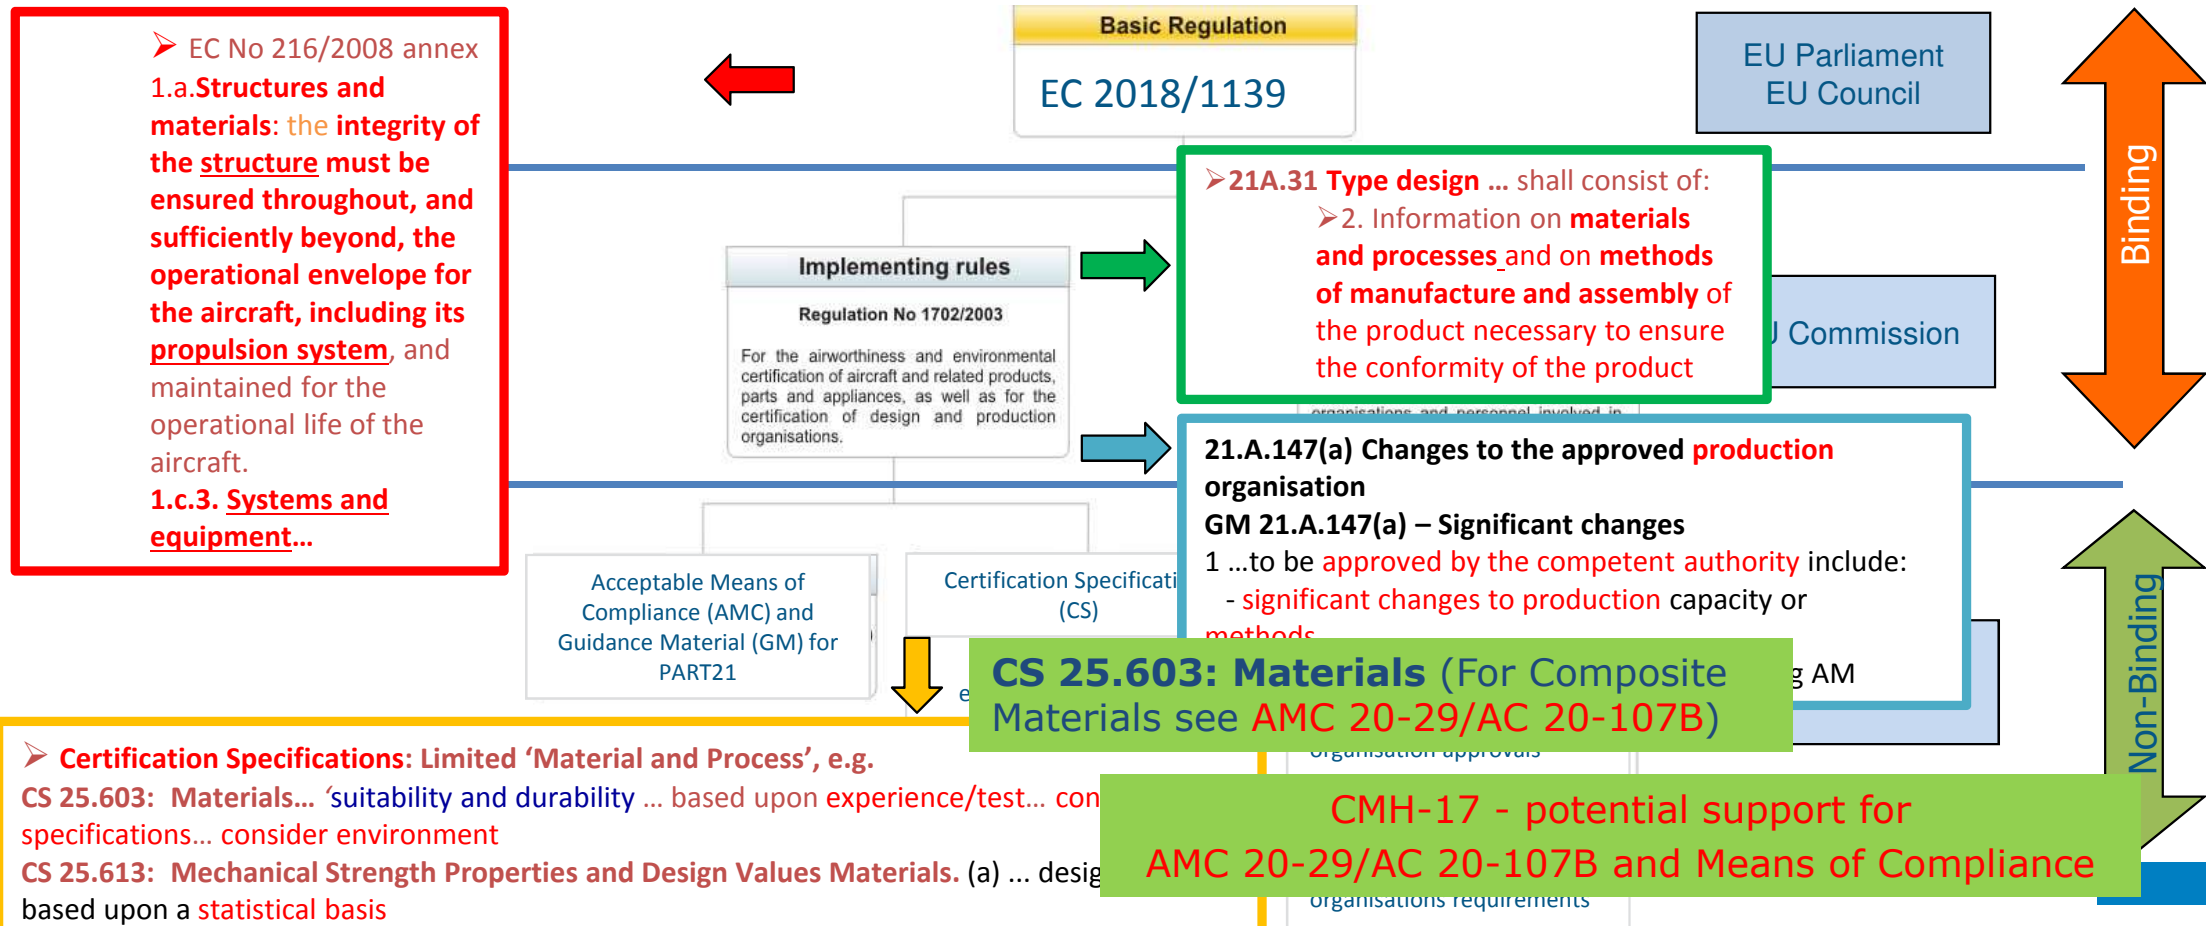 ➢ EC No 216/2008 annex
1.a.Structures and
materials: the integrity of
the structure must be
ensured throughout, and
sufficiently beyond, the
operational envelope for
the aircraft, including its
propulsion system, and
maintained for the
operational life of the
aircraft.
1.c.3. Systems and
equipment...
Basic Regulation
EC 2018/1139
EU Parliament
EU Council
Binding
➢21A.31 Type design ... shall consist of:
➢2. Information on materials
and processes and on methods
of manufacture and assembly of
the product necessary to ensure
the conformity of the product
Implementing rules
Regulation No 1702/2003
For the airworthiness and environmental
certification of aircraft and related products,
parts and appliances, as well as for the
certification of design and production
organisations.
Commission
organisations and personnel involved in
21.A.147(a) Changes to the approved production
organisation
GM 21.A.147(a) – Significant changes
1 ...to be approved by the competent authority include:
- significant changes to production capacity or
methods
AM
Acceptable Means of
Compliance (AMC) and
Guidance Material (GM) for
PART21
Certification
(CS)
CS 25.603: Materials (For Composite
Materials see AMC 20-29/AC 20-107B)
Non-Binding
organisation approvals
➢ Certification Specifications: Limited ‘Material and Process’, e.g.
CS 25.603: Materials... ‘suitability and durability ... based upon experience/test...
specifications... consider environment
CS 25.613: Mechanical Strength Properties and Design Values Materials. (a) ...
based upon a statistical basis
CMH-17 - potential support for
AMC 20-29/AC 20-107B and Means of Compliance
organisations requirements